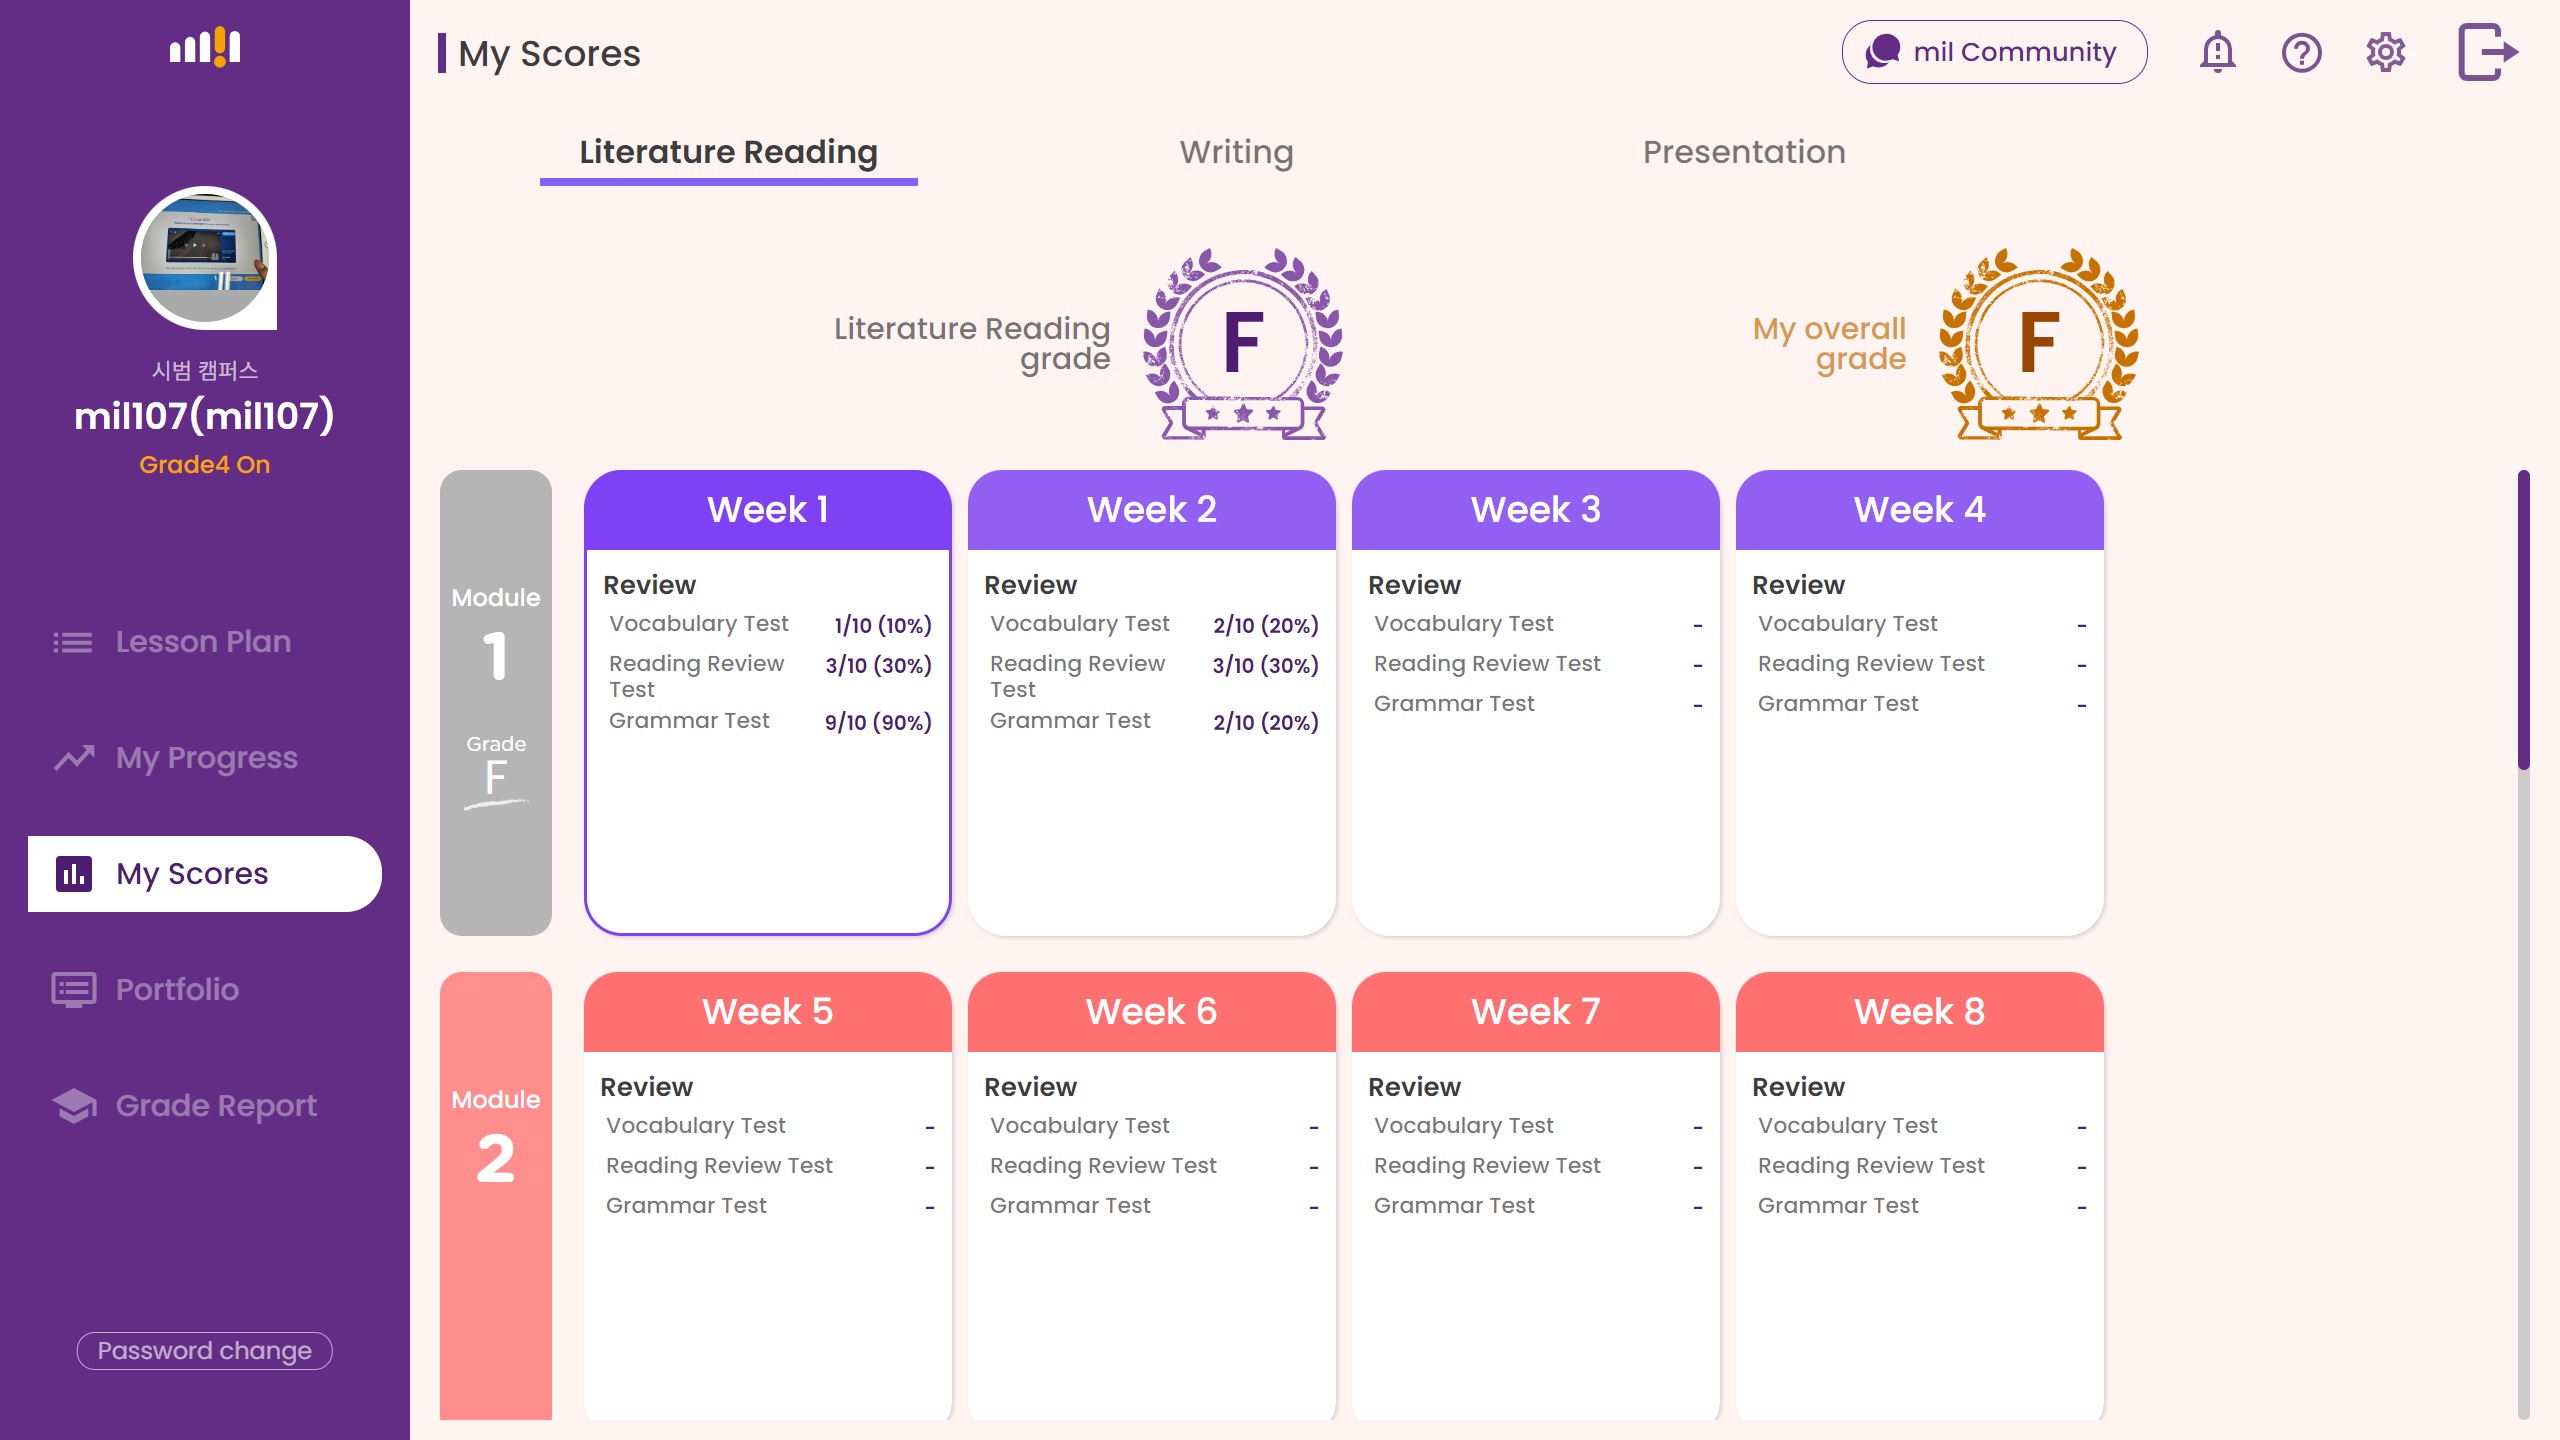 My Scores
mil Community
시범 캠퍼스
mil107(mil107)
Grade4 On
Lesson Plan
My Progress
My Scores
Portfolio
Grade Report
Password change
Literature Reading
Writing
Presentation
Literature Reading
grade
F
My overall
grade
F
Module
1
Grade
F
Week 1
Review
Vocabulary Test 1/10 (10%)
Reading Review 3/10 (30%)
Test
Grammar Test 9/10 (90%)
Week 2
Review
Vocabulary Test 2/10 (20%)
Reading Review 3/10 (30%)
Test
Grammar Test 2/10 (20%)
Week 3
Review
Vocabulary Test -
Reading Review Test -
Grammar Test -
Week 4
Review
Vocabulary Test -
Reading Review Test -
Grammar Test -
Module
2
Week 5
Review
Vocabulary Test -
Reading Review Test -
Grammar Test -
Week 6
Review
Vocabulary Test -
Reading Review Test -
Grammar Test -
Week 7
Review
Vocabulary Test -
Reading Review Test -
Grammar Test -
Week 8
Review
Vocabulary Test -
Reading Review Test -
Grammar Test -